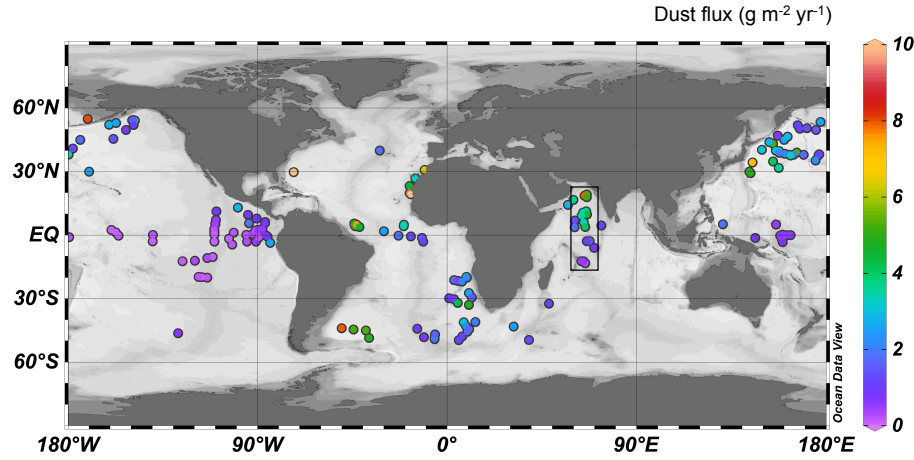 Dust flux (g m⁻² yr⁻¹)
10
60°N
8
30°N
6
EQ
4
30°S
2
60°S
Ocean Data View
0
180°W 90°W 0° 90°E 180°E